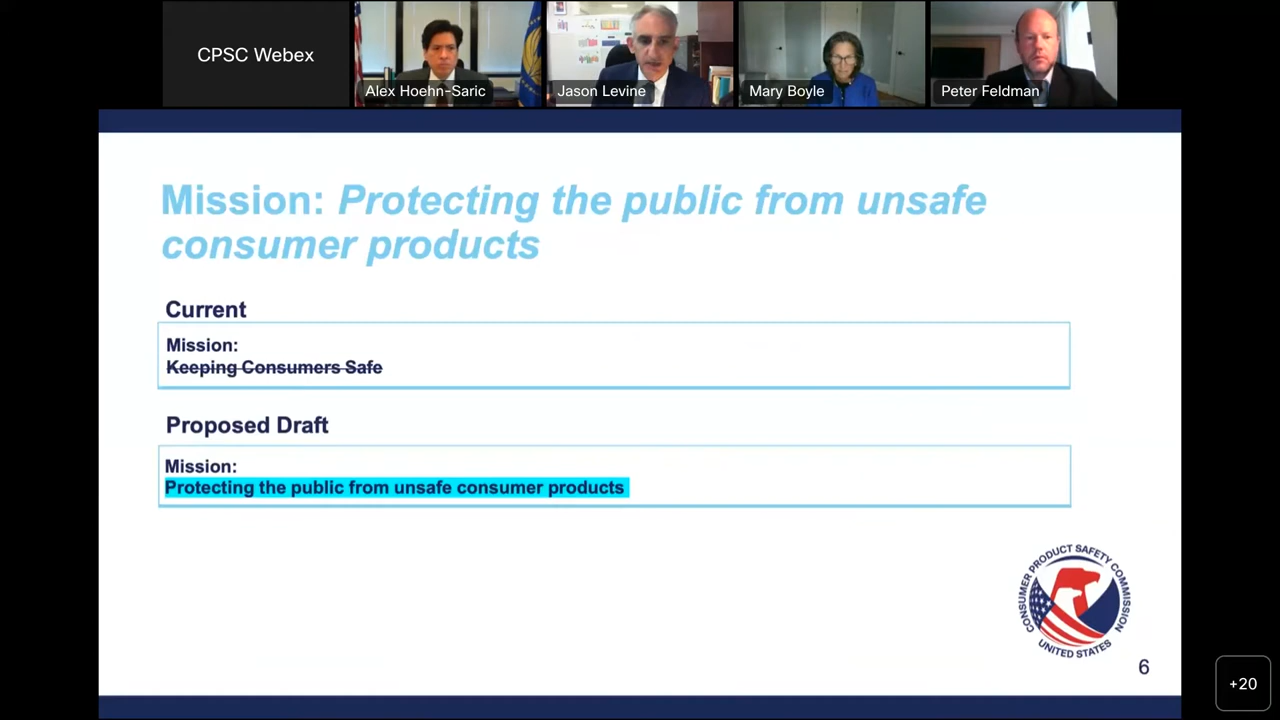 CPSC Webex
Alex Hoehn-Saric
Jason Levine
Mary Boyle
Peter Feldman
Mission: Protecting the public from unsafe
consumer products
Current
Mission:
Keeping Consumers Safe
Proposed Draft
Mission:
Protecting the public from unsafe consumer products
CONSUMER PRODUCT SAFETY COMMISSION
UNITED STATES
6
+20